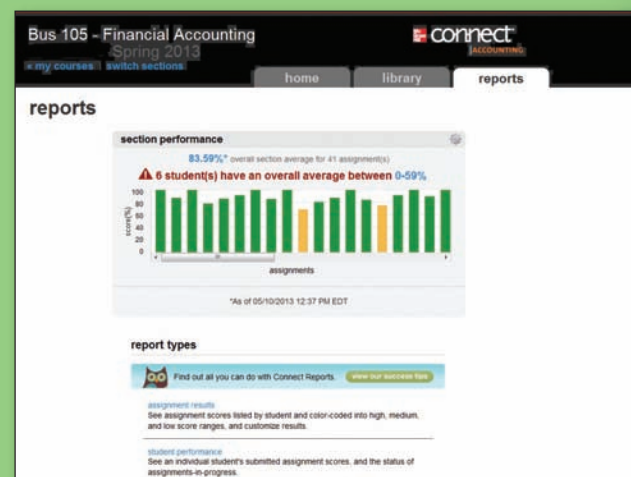 Bus 105 - Financial Accounting
Spring 2013
« my courses switch sections
connect
ACCOUNTING
home library reports
reports
section performance
83.59%* overall section average for 41 assignment(s)
6 student(s) have an overall average between 0-59%
100
80
60
40
20
0
score(%)
assignments
*As of 05/10/2013 12:37 PM EDT
report types
Find out all you can do with Connect Reports. view our success tips
assignment results
See assignment scores listed by student and color-coded into high, medium,
and low score ranges, and customize results.
student performance
See an individual student's submitted assignment scores, and the status of
assignments-in-progress.